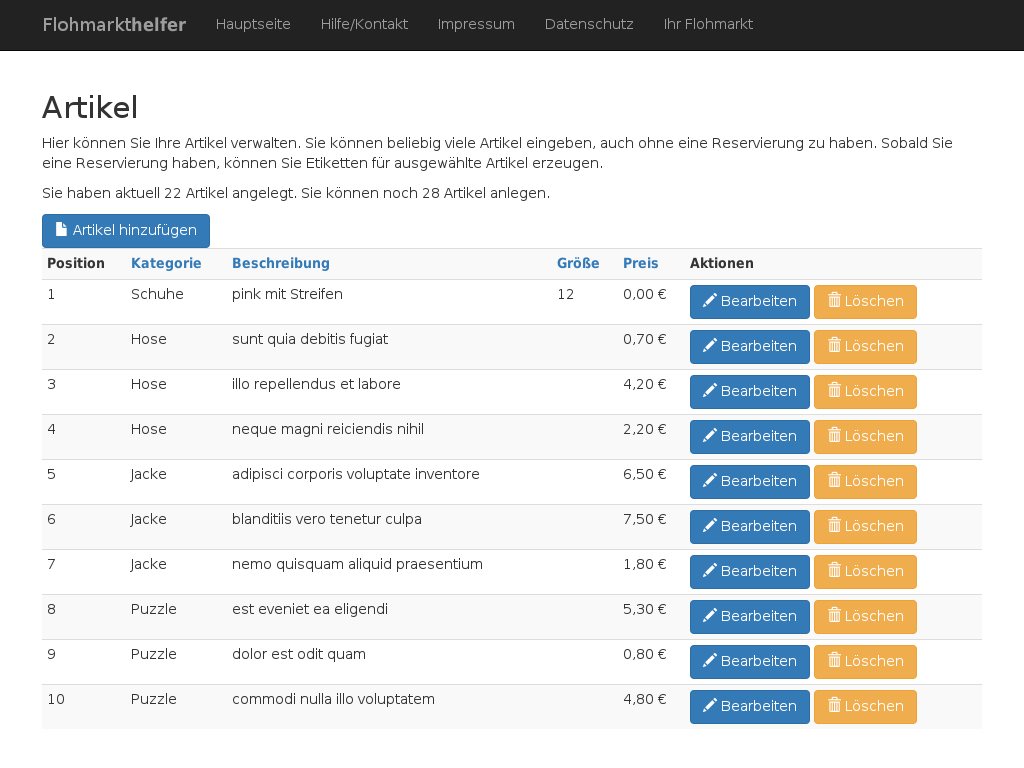 Flohmarkthelfer Hauptseite Hilfe/Kontakt Impressum Datenschutz Ihr Flohmarkt
Artikel
Hier können Sie Ihre Artikel verwalten. Sie können beliebig viele Artikel eingeben, auch ohne eine Reservierung zu haben. Sobald Sie
eine Reservierung haben, können Sie Etiketten für ausgewählte Artikel erzeugen.
Sie haben aktuell 22 Artikel angelegt. Sie können noch 28 Artikel anlegen.
Artikel hinzufügen
Position Kategorie Beschreibung Größe Preis Aktionen
1 Schuhe pink mit Streifen 12 0,00 € Bearbeiten Löschen
2 Hose sunt quia debitis fugiat 0,70 € Bearbeiten Löschen
3 Hose illo repellendus et labore 4,20 € Bearbeiten Löschen
4 Hose neque magni reiciendis nihil 2,20 € Bearbeiten Löschen
5 Jacke adipisci corporis voluptate inventore 6,50 € Bearbeiten Löschen
6 Jacke blanditiis vero tenetur culpa 7,50 € Bearbeiten Löschen
7 Jacke nemo quisquam aliquid praesentium 1,80 € Bearbeiten Löschen
8 Puzzle est eveniet ea eligendi 5,30 € Bearbeiten Löschen
9 Puzzle dolor est odit quam 0,80 € Bearbeiten Löschen
10 Puzzle commodi nulla illo voluptatem 4,80 € Bearbeiten Löschen